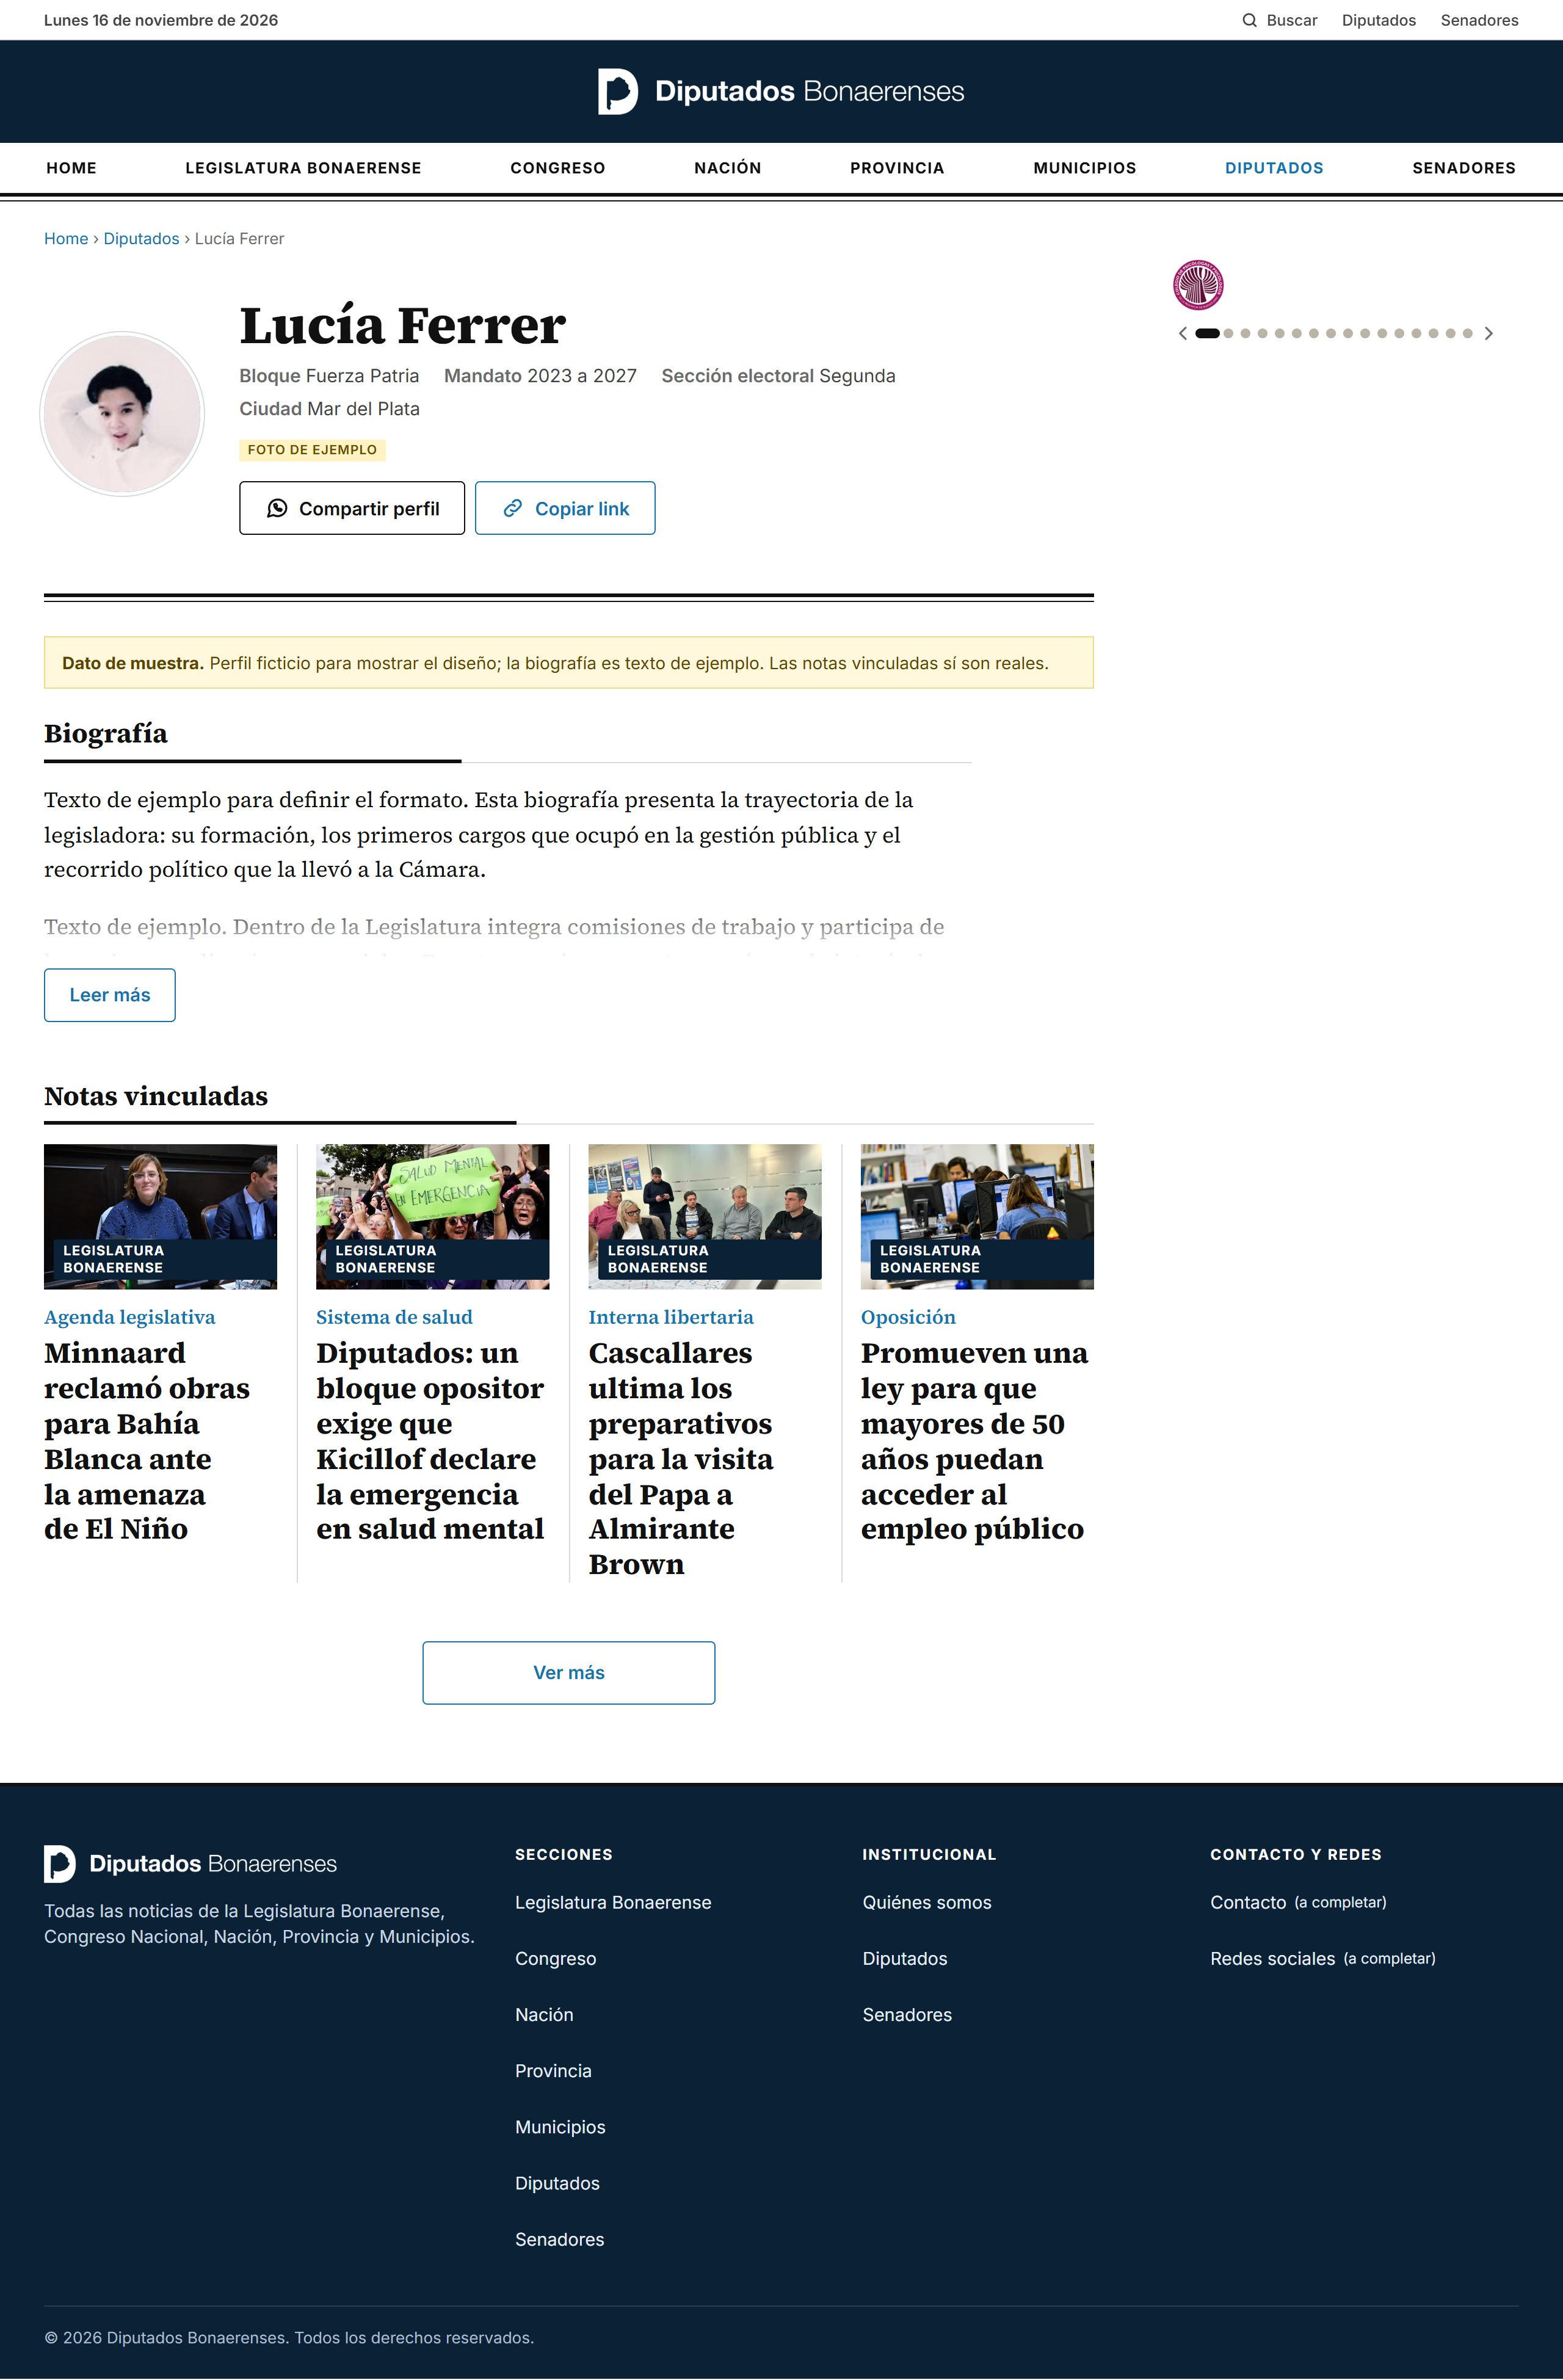 Lunes 16 de noviembre de 2026
Buscar Diputados Senadores
Diputados Bonaerenses
HOME LEGISLATURA BONAERENSE CONGRESO NACIÓN PROVINCIA MUNICIPIOS DIPUTADOS SENADORES
Home › Diputados › Lucía Ferrer
Lucía Ferrer
Bloque Fuerza Patria Mandato 2023 a 2027 Sección electoral Segunda
Ciudad Mar del Plata
FOTO DE EJEMPLO
Compartir perfil Copiar link
Dato de muestra. Perfil ficticio para mostrar el diseño; la biografía es texto de ejemplo. Las notas vinculadas sí son reales.
Biografía
Texto de ejemplo para definir el formato. Esta biografía presenta la trayectoria de la
legisladora: su formación, los primeros cargos que ocupó en la gestión pública y el
recorrido político que la llevó a la Cámara.
Texto de ejemplo. Dentro de la Legislatura integra comisiones de trabajo y participa de
Leer más
Notas vinculadas
LEGISLATURA
BONAERENSE
Agenda legislativa
Minnaard
reclamó obras
para Bahía
Blanca ante
la amenaza
de El Niño
SALUD MENTAL
EN EMERGENCIA
LEGISLATURA
BONAERENSE
Sistema de salud
Diputados: un
bloque opositor
exige que
Kicillof declare
la emergencia
en salud mental
LEGISLATURA
BONAERENSE
Interna libertaria
Cascallares
ultima los
preparativos
para la visita
del Papa a
Almirante
Brown
LEGISLATURA
BONAERENSE
Oposición
Promueven una
ley para que
mayores de 50
años puedan
acceder al
empleo público
Ver más
Diputados Bonaerenses
Todas las noticias de la Legislatura Bonaerense,
Congreso Nacional, Nación, Provincia y Municipios.
SECCIONES
Legislatura Bonaerense
Congreso
Nación
Provincia
Municipios
Diputados
Senadores
INSTITUCIONAL
Quiénes somos
Diputados
Senadores
CONTACTO Y REDES
Contacto (a completar)
Redes sociales (a completar)
© 2026 Diputados Bonaerenses. Todos los derechos reservados.